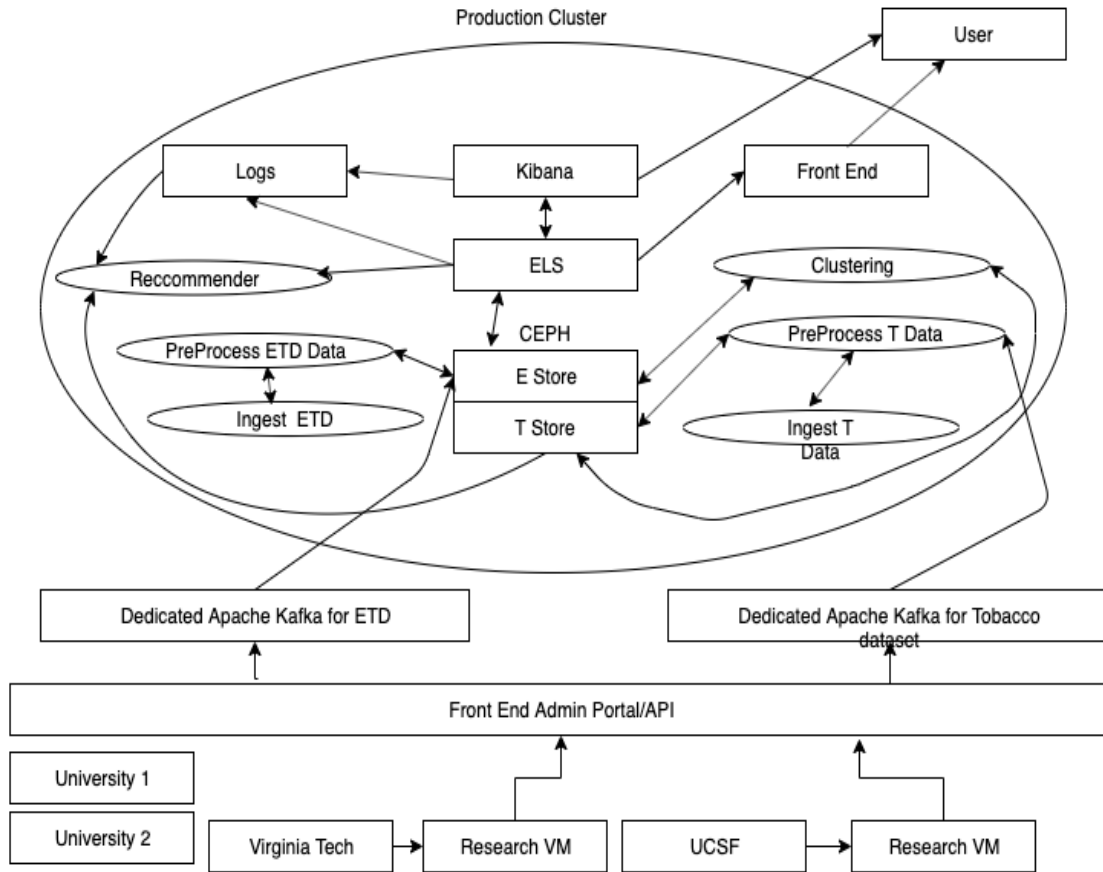 Production Cluster
User
Logs
Kibana
Front End
Reccommender
ELS
Clustering
CEPH
PreProcess ETD Data
PreProcess T Data
E Store
Ingest ETD
T Store
Ingest T
Data
Dedicated Apache Kafka for ETD
Dedicated Apache Kafka for Tobacco
dataset
Front End Admin Portal/API
University 1
University 2
Virginia Tech
Research VM
UCSF
Research VM